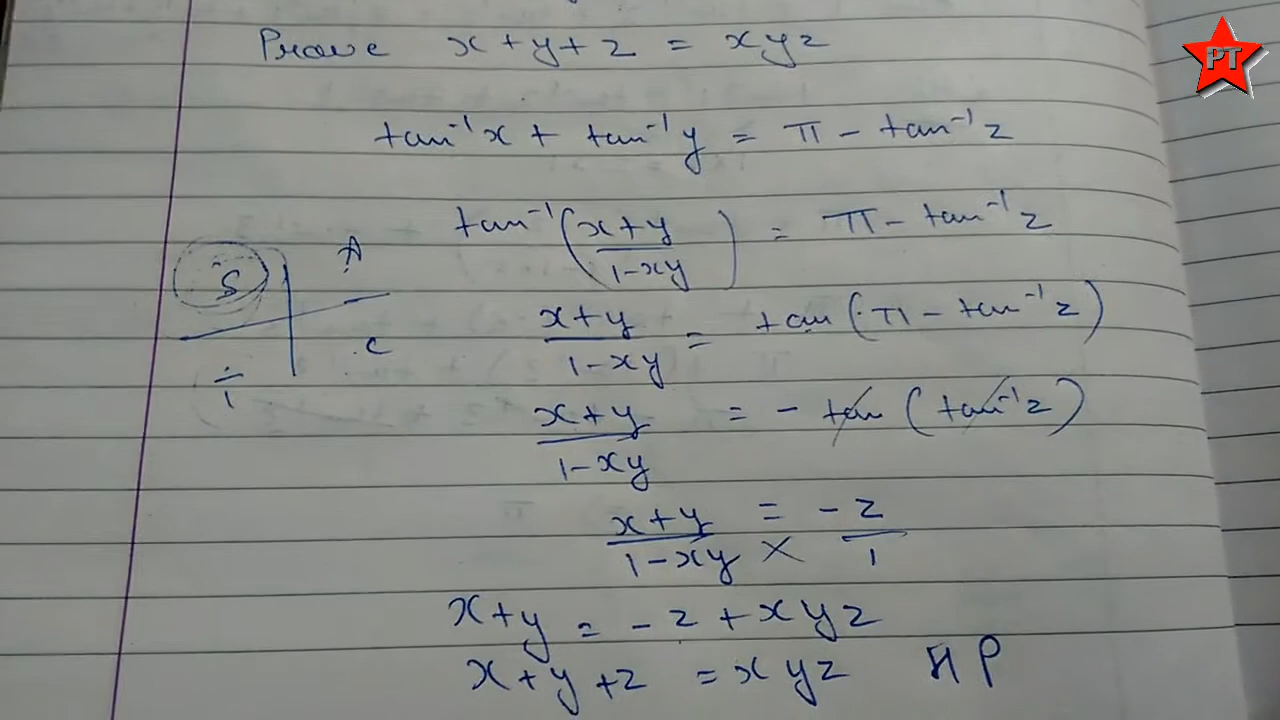 Prove x + y + z = xyz
tan⁻¹x + tan⁻¹y = π - tan⁻¹z
tan⁻¹(x+y/1-xy) = π - tan⁻¹z
S A
x+y/1-xy = tan(π - tan⁻¹z)
T C
x+y/1-xy = - tan(tan⁻¹z)
x+y/1-xy × = -z/1
x+y = -z + xyz
x+y+z = xyz HP
PT